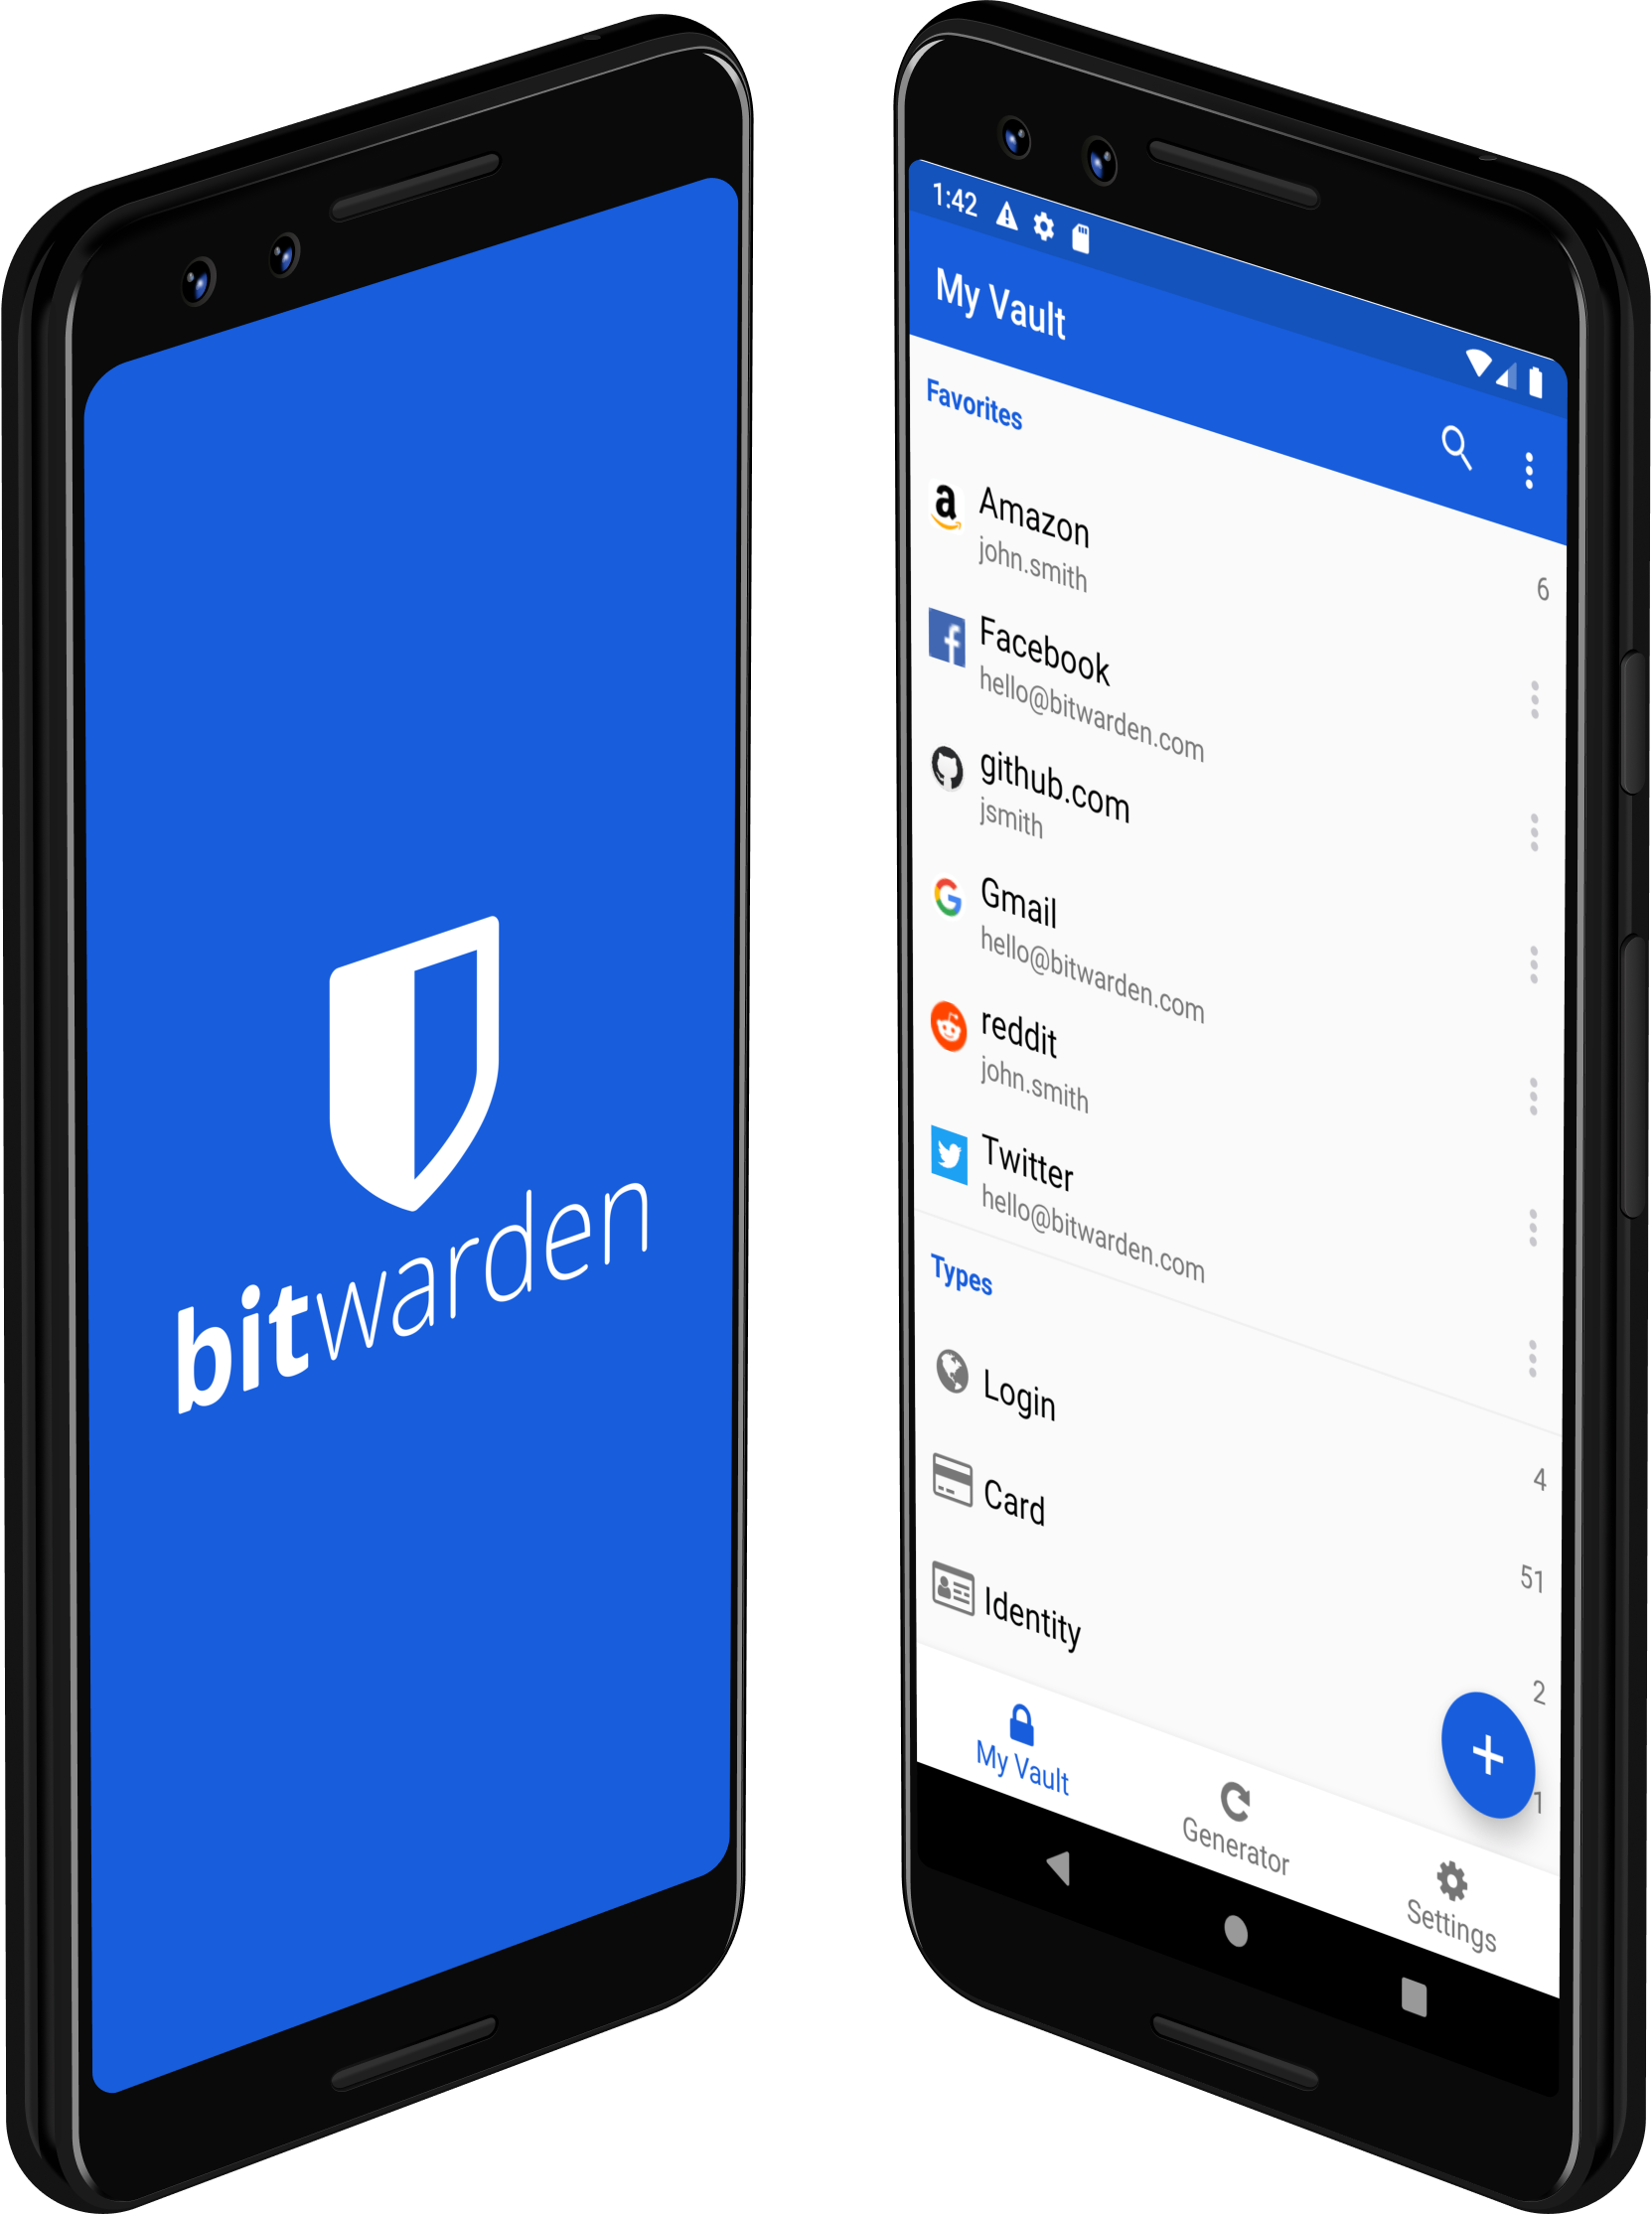 bitwarden
1:42
My Vault
Favorites
6
Amazon
john.smith
Facebook
hello@bitwarden.com
github.com
jsmith
Gmail
hello@bitwarden.com
reddit
john.smith
Twitter
hello@bitwarden.com
Types
4
Login
51
Card
2
Identity
1
My Vault
Generator
Settings